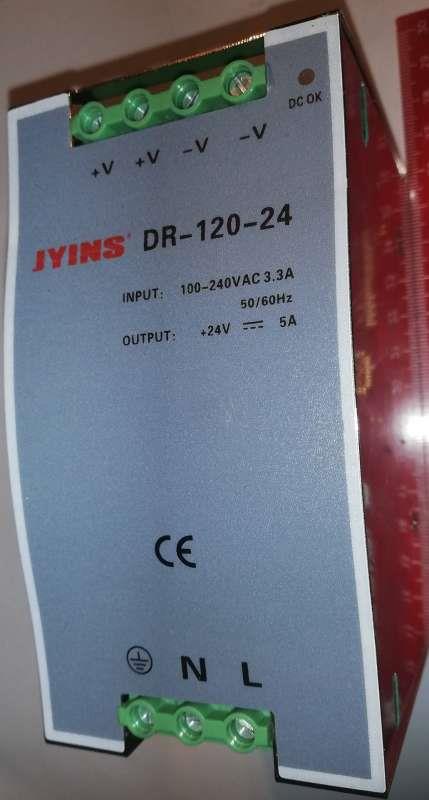 +V +V -V -V
DC OK
JYINS® DR-120-24
INPUT: 100-240VAC 3.3A
50/60Hz
OUTPUT: +24V ⎓ 5A
CE
⏚ N L